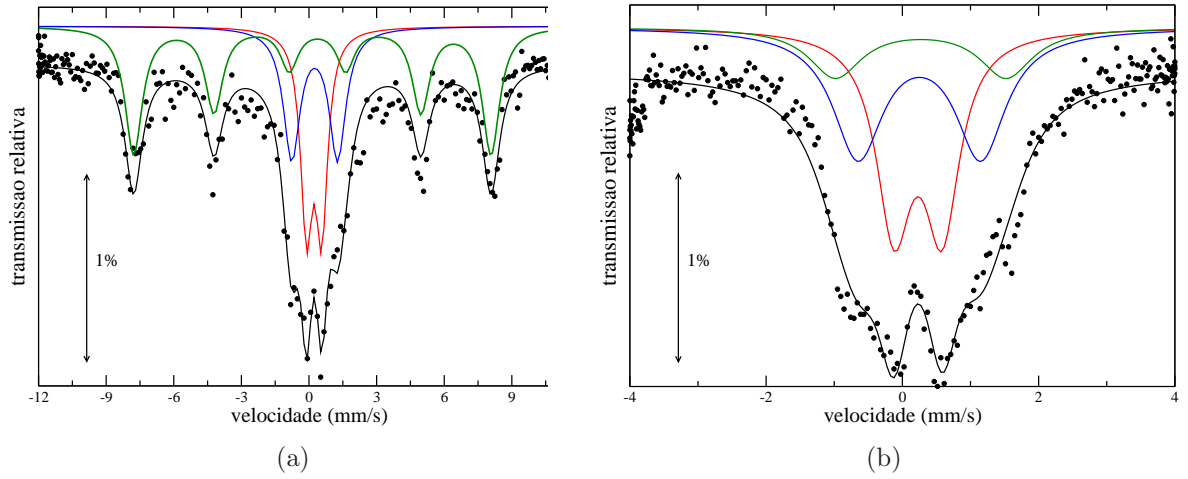 transmissao relativa
1%
-12 -9 -6 -3 0 3 6 9
velocidade (mm/s)
(a)
transmissao relativa
1%
-4 -2 0 2 4
velocidade (mm/s)
(b)